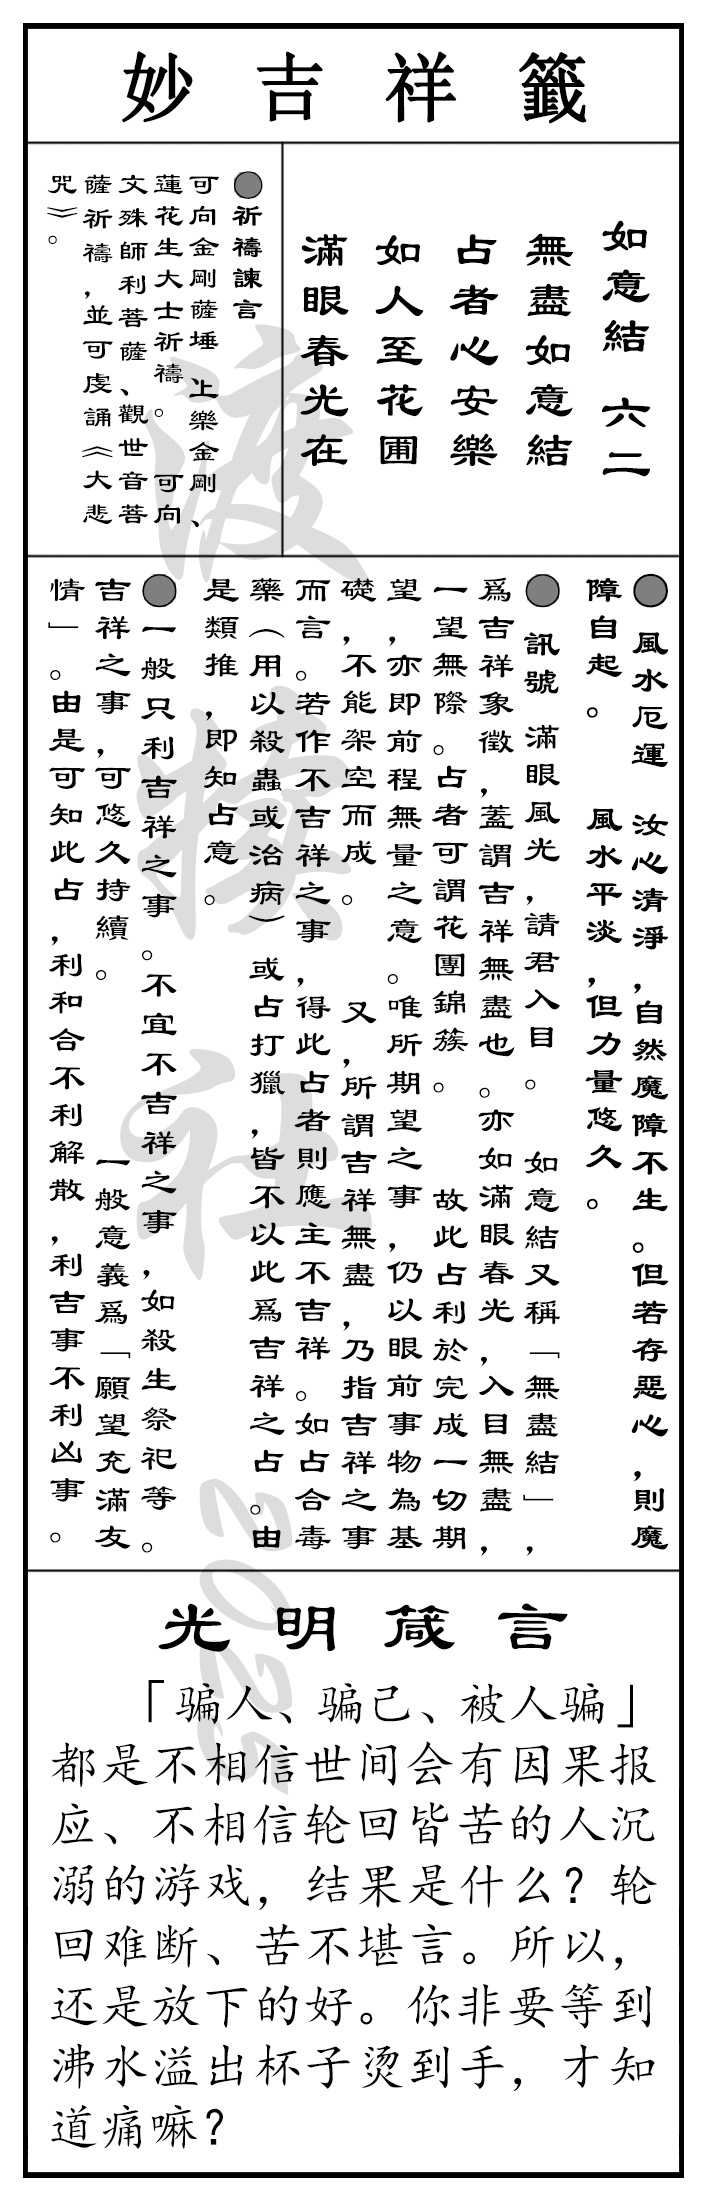 妙吉祥籤
如意結 六二
無盡如意結
占者心安樂
如人至花圃
滿眼春光在
●祈禱諫言
可向金剛薩埵、上樂金剛、
蓮花生大士祈禱。可向
文殊師利菩薩、觀世音菩
薩祈禱，並可虔誦《大悲
咒》。
● 風水厄運 汝心清淨，自然魔障不生。但若存惡心，則魔
障自起。 風水平淡，但力量悠久。
● 訊號 滿眼風光，請君入目。 如意結又稱「無盡結」，
爲吉祥象徵，蓋謂吉祥無盡也。亦如滿眼春光，入目無盡，
一望無際。占者可謂花團錦簇。 故此占利於完成一切期
望，亦即前程無量之意。唯所期望之事，仍以眼前事物為基
礎，不能架空而成。 又，所謂吉祥無盡，乃指吉祥之事
而言。若作不吉祥之事，得此占者則應主不吉祥。如占合毒
藥（用以殺蟲或治病）或占打獵，皆不以此爲吉祥之占。由
是類推，即知占意。
●一般只利吉祥之事。不宜不吉祥之事，如殺生祭祀等。
吉祥之事，可悠久持續。 一般意義爲「願望充滿友
情」。由是可知此占，利和合不利解散，利吉事不利凶事。
光明箴言
「骗人、骗己、被人骗」
都是不相信世间会有因果报
应、不相信轮回皆苦的人沉
溺的游戏，结果是什么？轮
回难断、苦不堪言。所以，
还是放下的好。你非要等到
沸水溢出杯子烫到手，才知
道痛嘛？
渡猤社2025